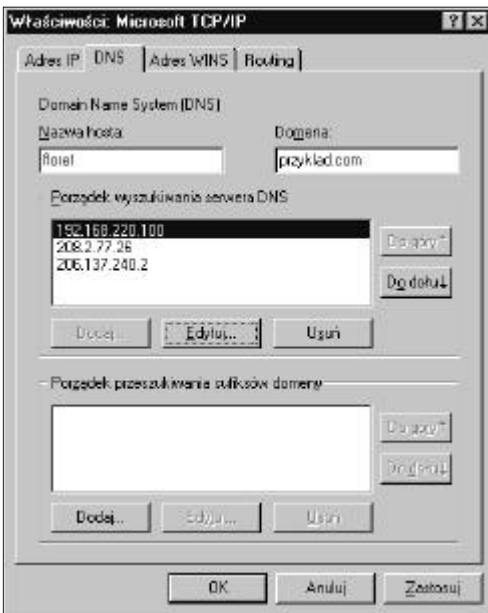 Właściwości: Microsoft TCP/IP
Adres IP DNS Adres WINS Routing
Domain Name System (DNS)
Nazwa hosta: Domena:
floret przyklad.com
Porządek wyszukiwania serwera DNS
192.168.220.100
208.2.77.26
206.137.240.2
Do góry↑
Do dołu↓
Dodaj... Edytuj... Usuń
Porządek przeszukiwania sufiksów domeny
Do góry↑
Do dołu↓
Dodaj... Edytuj... Usuń
OK Anuluj Zastosuj